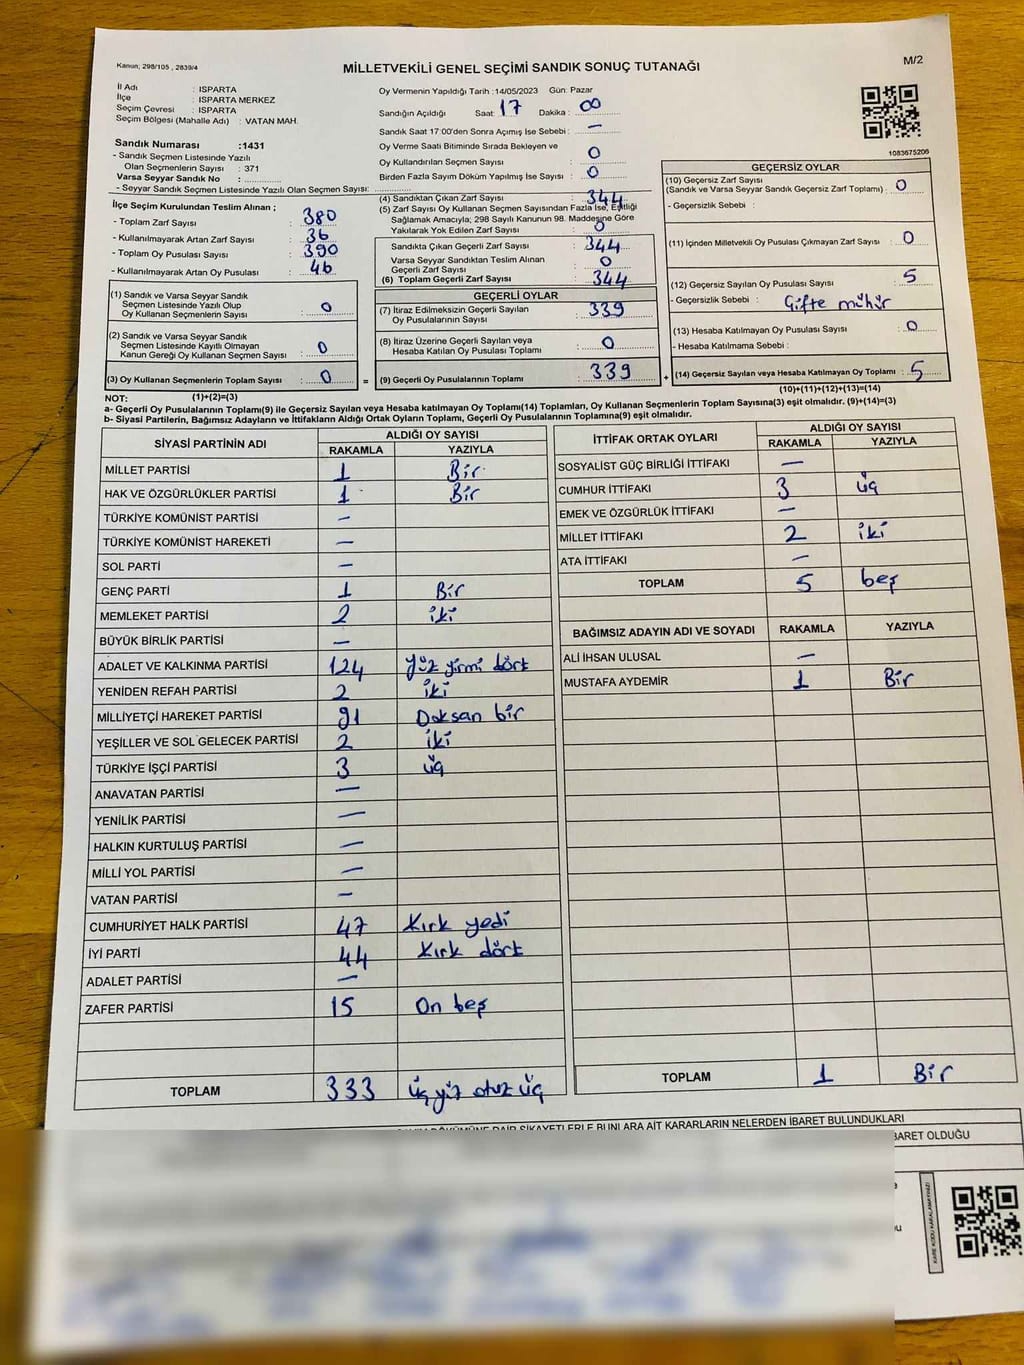 Kanun; 298/105 , 2839/4
MİLLETVEKİLİ GENEL SEÇİMİ SANDIK SONUÇ TUTANAĞI
M/2
İl Adı : ISPARTA
İlçe : ISPARTA MERKEZ
Seçim Çevresi : ISPARTA
Seçim Bölgesi (Mahalle Adı) : VATAN MAH.
Sandık Numarası :1431
- Sandık Seçmen Listesinde Yazılı
Olan Seçmenlerin Sayısı : 371
Varsa Seyyar Sandık No :
- Seyyar Sandık Seçmen Listesinde Yazılı Olan Seçmen Sayısı:
Oy Vermenin Yapıldığı Tarih :14/05/2023 Gün: Pazar
Sandığın Açıldığı Saat: 17 Dakika : 00
Sandık Saat 17:00'den Sonra Açımış İse Sebebi : –
Oy Verme Saati Bitiminde Sırada Bekleyen ve
Oy Kullandırılan Seçmen Sayısı : 0
Birden Fazla Sayım Döküm Yapılmış İse Sayısı : 0
1083675206
İlçe Seçim Kurulundan Teslim Alınan ;
- Toplam Zarf Sayısı : 380
- Kullanılmayarak Artan Zarf Sayısı : 36
- Toplam Oy Pusulası Sayısı : 390
- Kullanılmayarak Artan Oy Pusulası : 46
(1) Sandık ve Varsa Seyyar Sandık
Seçmen Listesinde Yazılı Olup
Oy Kullanan Seçmenlerin Sayısı : 0
(2) Sandık ve Varsa Seyyar Sandık
Seçmen Listesinde Kayıtlı Olmayan
Kanun Gereği Oy Kullanan Seçmen Sayısı : 0
(3) Oy Kullanan Seçmenlerin Toplam Sayısı : 0
(4) Sandıktan Çıkan Zarf Sayısı : 344
(5) Zarf Sayısı Oy Kullanan Seçmen Sayısından Fazla İse, Eşitliği
Sağlamak Amacıyla; 298 Sayılı Kanunun 98. Maddesine Göre
Yakılarak Yok Edilen Zarf Sayısı : 0
Sandıkta Çıkan Geçerli Zarf Sayısı : 344
Varsa Seyyar Sandıktan Teslim Alınan
Geçerli Zarf Sayısı : 0
(6) Toplam Geçerli Zarf Sayısı : 344
GEÇERLİ OYLAR
(7) İtiraz Edilmeksizin Geçerli Sayılan
Oy Pusulalarının Sayısı : 339
(8) İtiraz Üzerine Geçerli Sayılan veya
Hesaba Katılan Oy Pusulası Toplamı : 0
= (9) Geçerli Oy Pusulalarının Toplamı : 339 +
GEÇERSİZ OYLAR
(10) Geçersiz Zarf Sayısı
(Sandık ve Varsa Seyyar Sandık Geçersiz Zarf Toplamı) : 0
- Geçersizlik Sebebi :
(11) İçinden Milletvekili Oy Pusulası Çıkmayan Zarf Sayısı : 0
(12) Geçersiz Sayılan Oy Pusulası Sayısı : 5
- Geçersizlik Sebebi : Çifte mühür
(13) Hesaba Katılmayan Oy Pusulası Sayısı : 0
- Hesaba Katılmama Sebebi :
(14) Geçersiz Sayılan veya Hesaba Katılmayan Oy Toplamı : 5
NOT: (1)+(2)=(3) (10)+(11)+(12)+(13)=(14)
a- Geçerli Oy Pusulalarının Toplamı(9) ile Geçersiz Sayılan veya Hesaba katılmayan Oy Toplamı(14) Toplamları, Oy Kullanan Seçmenlerin Toplam Sayısına(3) eşit olmalıdır. (9)+(14)=(3)
b- Siyasi Partilerin, Bağımsız Adayların ve İttifakların Aldığı Ortak Oyların Toplamı, Geçerli Oy Pusulalarının Toplamına(9) eşit olmalıdır.
SİYASİ PARTİNİN ADI ALDIĞI OY SAYISI
RAKAMLA YAZIYLA
MİLLET PARTİSİ 1 Bir
HAK VE ÖZGÜRLÜKLER PARTİSİ 1 Bir
TÜRKİYE KOMÜNİST PARTİSİ –
TÜRKİYE KOMÜNİST HAREKETİ –
SOL PARTİ –
GENÇ PARTİ 1 Bir
MEMLEKET PARTİSİ 2 iki
BÜYÜK BİRLİK PARTİSİ –
ADALET VE KALKINMA PARTİSİ 124 yüz yirmi dört
YENİDEN REFAH PARTİSİ 2 iki
MİLLİYETÇİ HAREKET PARTİSİ 91 Doksan bir
YEŞİLLER VE SOL GELECEK PARTİSİ 2 iki
TÜRKİYE İŞÇİ PARTİSİ 3 üç
ANAVATAN PARTİSİ –
YENİLİK PARTİSİ –
HALKIN KURTULUŞ PARTİSİ –
MİLLİ YOL PARTİSİ –
VATAN PARTİSİ –
CUMHURİYET HALK PARTİSİ 47 Kırk yedi
İYİ PARTİ 44 Kırk dört
ADALET PARTİSİ –
ZAFER PARTİSİ 15 On beş
TOPLAM 333 üç yüz otuz üç
İTTİFAK ORTAK OYLARI ALDIĞI OY SAYISI
RAKAMLA YAZIYLA
SOSYALİST GÜÇ BİRLİĞİ İTTİFAKI –
CUMHUR İTTİFAKI 3 üç
EMEK VE ÖZGÜRLÜK İTTİFAKI –
MİLLET İTTİFAKI 2 iki
ATA İTTİFAKI –
TOPLAM 5 beş
BAĞIMSIZ ADAYIN ADI VE SOYADI RAKAMLA YAZIYLA
ALİ İHSAN ULUSAL –
MUSTAFA AYDEMİR 1 Bir
TOPLAM 1 Bir
DÖKÜMÜNE DAİR ŞİKAYETLERLE BUNLARA AİT KARARLARIN NELERDEN İBARET BULUNDUKLARI
BARET OLDUĞU